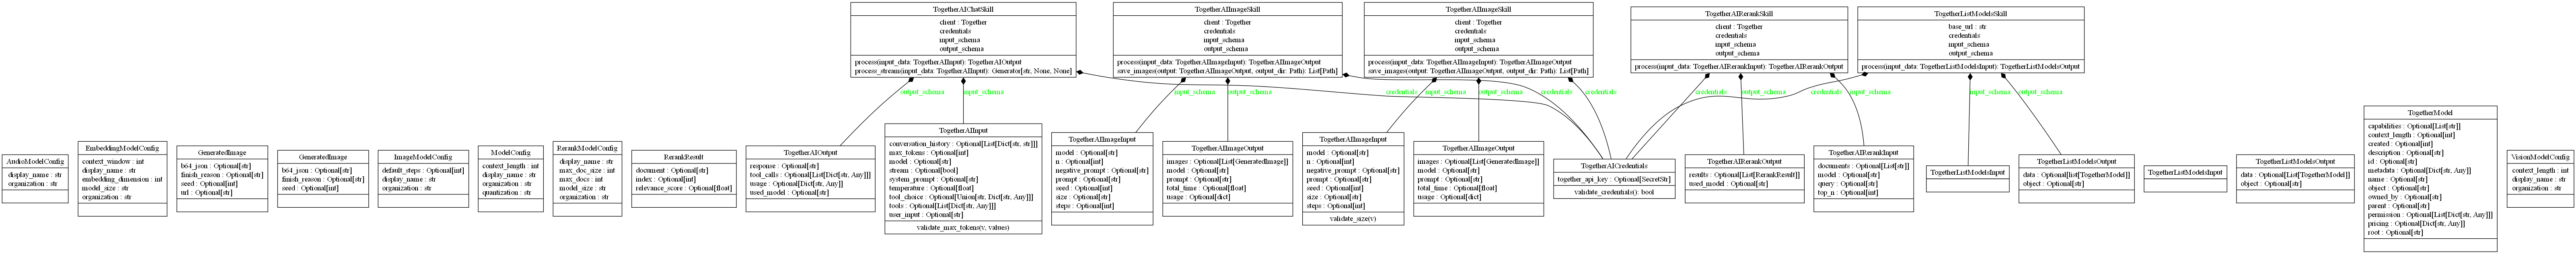 TogetherAIChatSkill
client : Together
credentials
input_schema
output_schema
process(input_data: TogetherAIInput): TogetherAIOutput
process_stream(input_data: TogetherAIInput): Generator[str, None, None]
TogetherAIImageSkill
client : Together
credentials
input_schema
output_schema
process(input_data: TogetherAIImageInput): TogetherAIImageOutput
save_images(output: TogetherAIImageOutput, output_dir: Path): List[Path]
TogetherAIImageSkill
client : Together
credentials
input_schema
output_schema
process(input_data: TogetherAIImageInput): TogetherAIImageOutput
save_images(output: TogetherAIImageOutput, output_dir: Path): List[Path]
TogetherAIRerankSkill
client : Together
credentials
input_schema
output_schema
process(input_data: TogetherAIRerankInput): TogetherAIRerankOutput
TogetherListModelsSkill
base_url : str
credentials
input_schema
output_schema
process(input_data: TogetherListModelsInput): TogetherListModelsOutput
output_schema
input_schema
input_schema
output_schema
credentials
input_schema
output_schema
credentials
credentials
credentials
input_schema
input_schema
output_schema
AudioModelConfig
display_name : str
organization : str
EmbeddingModelConfig
context_window : int
display_name : str
embedding_dimension : int
model_size : str
organization : str
GeneratedImage
b64_json : Optional[str]
finish_reason : Optional[str]
seed : Optional[int]
url : Optional[str]
GeneratedImage
b64_json : Optional[str]
finish_reason : Optional[str]
seed : Optional[int]
ImageModelConfig
default_steps : Optional[int]
display_name : str
organization : str
ModelConfig
context_length : int
display_name : str
organization : str
quantization : str
RerankModelConfig
display_name : str
max_doc_size : int
max_docs : int
model_size : str
organization : str
RerankResult
document : Optional[str]
index : Optional[int]
relevance_score : Optional[float]
TogetherAIOutput
response : Optional[str]
tool_calls : Optional[List[Dict[str, Any]]]
usage : Optional[Dict[str, Any]]
used_model : Optional[str]
TogetherAIInput
conversation_history : Optional[List[Dict[str, str]]]
max_tokens : Optional[int]
model : Optional[str]
stream : Optional[bool]
system_prompt : Optional[str]
temperature : Optional[float]
tool_choice : Optional[Union[str, Dict[str, Any]]]
tools : Optional[List[Dict[str, Any]]]
user_input : Optional[str]
validate_max_tokens(v, values)
TogetherAIImageInput
model : Optional[str]
n : Optional[int]
negative_prompt : Optional[str]
prompt : Optional[str]
seed : Optional[int]
size : Optional[str]
steps : Optional[int]
TogetherAIImageOutput
images : Optional[List[GeneratedImage]]
model : Optional[str]
prompt : Optional[str]
total_time : Optional[float]
usage : Optional[dict]
TogetherAIImageInput
model : Optional[str]
n : Optional[int]
negative_prompt : Optional[str]
prompt : Optional[str]
seed : Optional[int]
size : Optional[str]
steps : Optional[int]
validate_size(v)
TogetherAIImageOutput
images : Optional[List[GeneratedImage]]
model : Optional[str]
prompt : Optional[str]
total_time : Optional[float]
usage : Optional[dict]
TogetherAICredentials
together_api_key : Optional[SecretStr]
validate_credentials(): bool
TogetherAIRerankOutput
results : Optional[List[RerankResult]]
used_model : Optional[str]
TogetherAIRerankInput
documents : Optional[List[str]]
model : Optional[str]
query : Optional[str]
top_n : Optional[int]
TogetherListModelsInput
TogetherListModelsOutput
data : Optional[list[TogetherModel]]
object : Optional[str]
TogetherListModelsInput
TogetherListModelsOutput
data : Optional[List[TogetherModel]]
object : Optional[str]
TogetherModel
capabilities : Optional[List[str]]
context_length : Optional[int]
created : Optional[int]
description : Optional[str]
id : Optional[str]
metadata : Optional[Dict[str, Any]]
name : Optional[str]
object : Optional[str]
owned_by : Optional[str]
parent : Optional[str]
permission : Optional[List[Dict[str, Any]]]
pricing : Optional[Dict[str, Any]]
root : Optional[str]
VisionModelConfig
context_length : int
display_name : str
organization : str